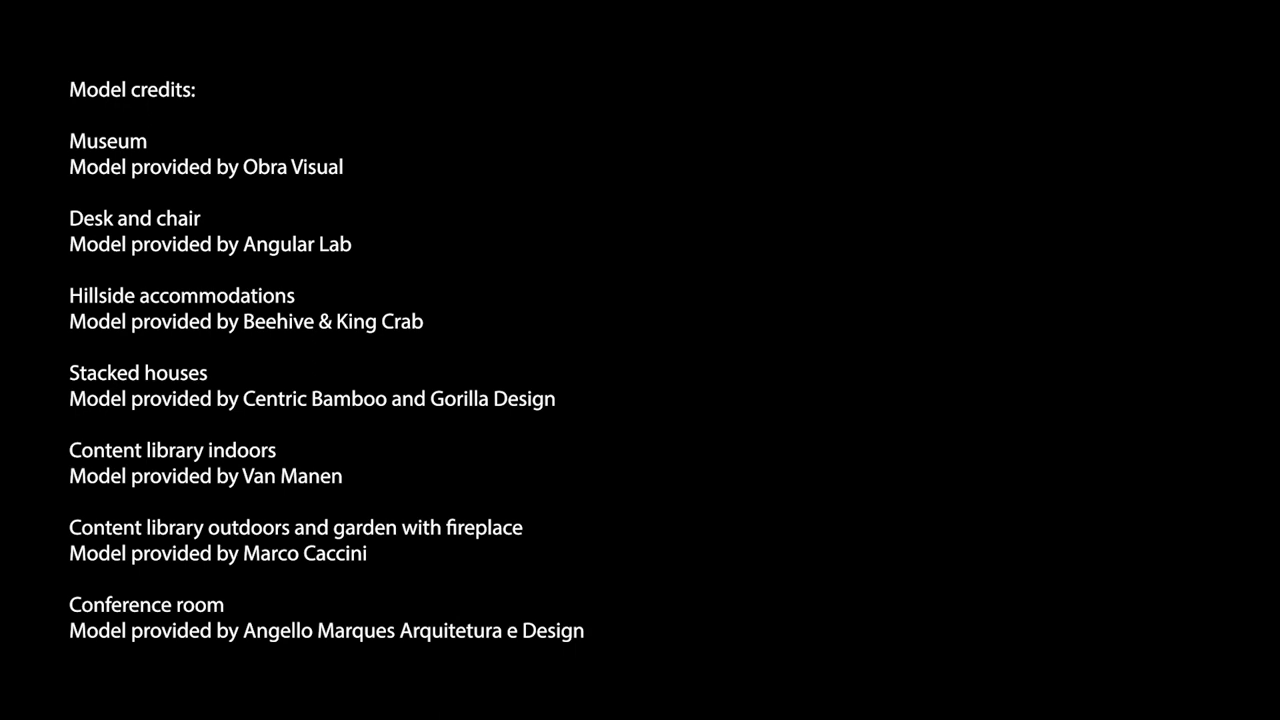 Model credits:
Museum
Model provided by Obra Visual
Desk and chair
Model provided by Angular Lab
Hillside accommodations
Model provided by Beehive & King Crab
Stacked houses
Model provided by Centric Bamboo and Gorilla Design
Content library indoors
Model provided by Van Manen
Content library outdoors and garden with fireplace
Model provided by Marco Caccini
Conference room
Model provided by Angello Marques Arquitetura e Design